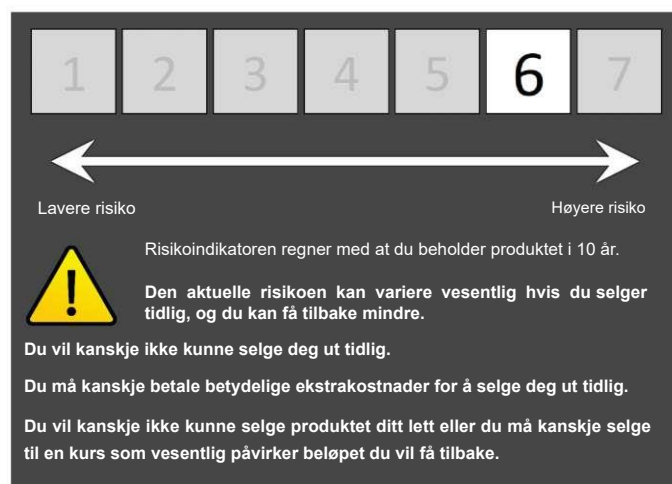 1 2 3 4 5 6 7
Lavere risiko Høyere risiko
Risikoindikatoren regner med at du beholder produktet i 10 år.
Den aktuelle risikoen kan variere vesentlig hvis du selger
tidlig, og du kan få tilbake mindre.
Du vil kanskje ikke kunne selge deg ut tidlig.
Du må kanskje betale betydelige ekstrakostnader for å selge deg ut tidlig.
Du vil kanskje ikke kunne selge produktet ditt lett eller du må kanskje selge
til en kurs som vesentlig påvirker beløpet du vil få tilbake.